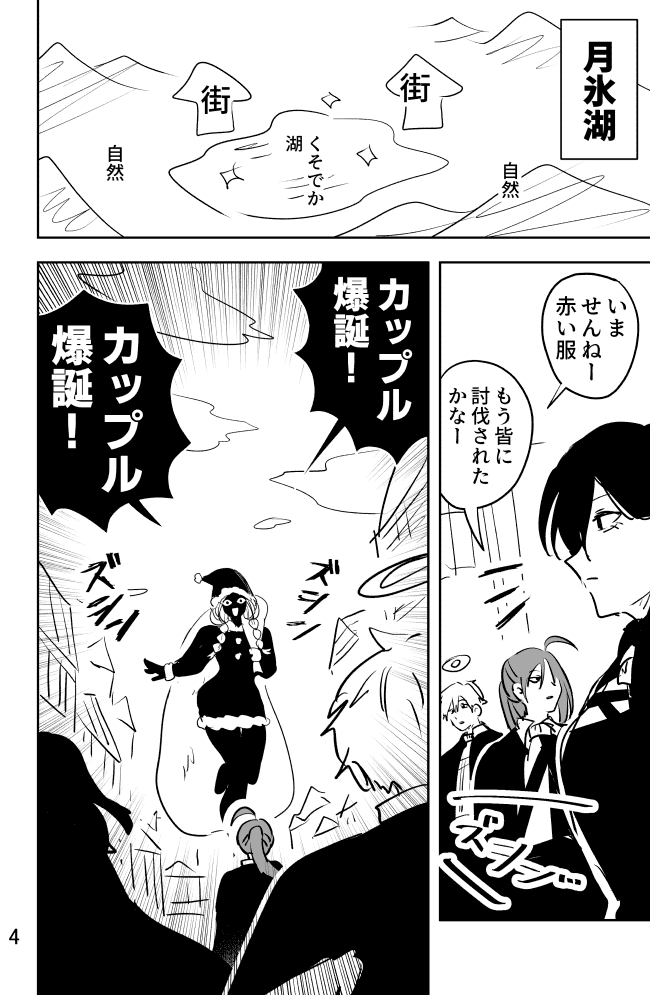 月氷湖
街
街
くそでか
湖
自然
自然
いま
せんねー
赤い服
もう皆に
討伐された
かなー
ズシン…
カップル
爆誕！
カップル
爆誕！
ズシン
ズシン
4